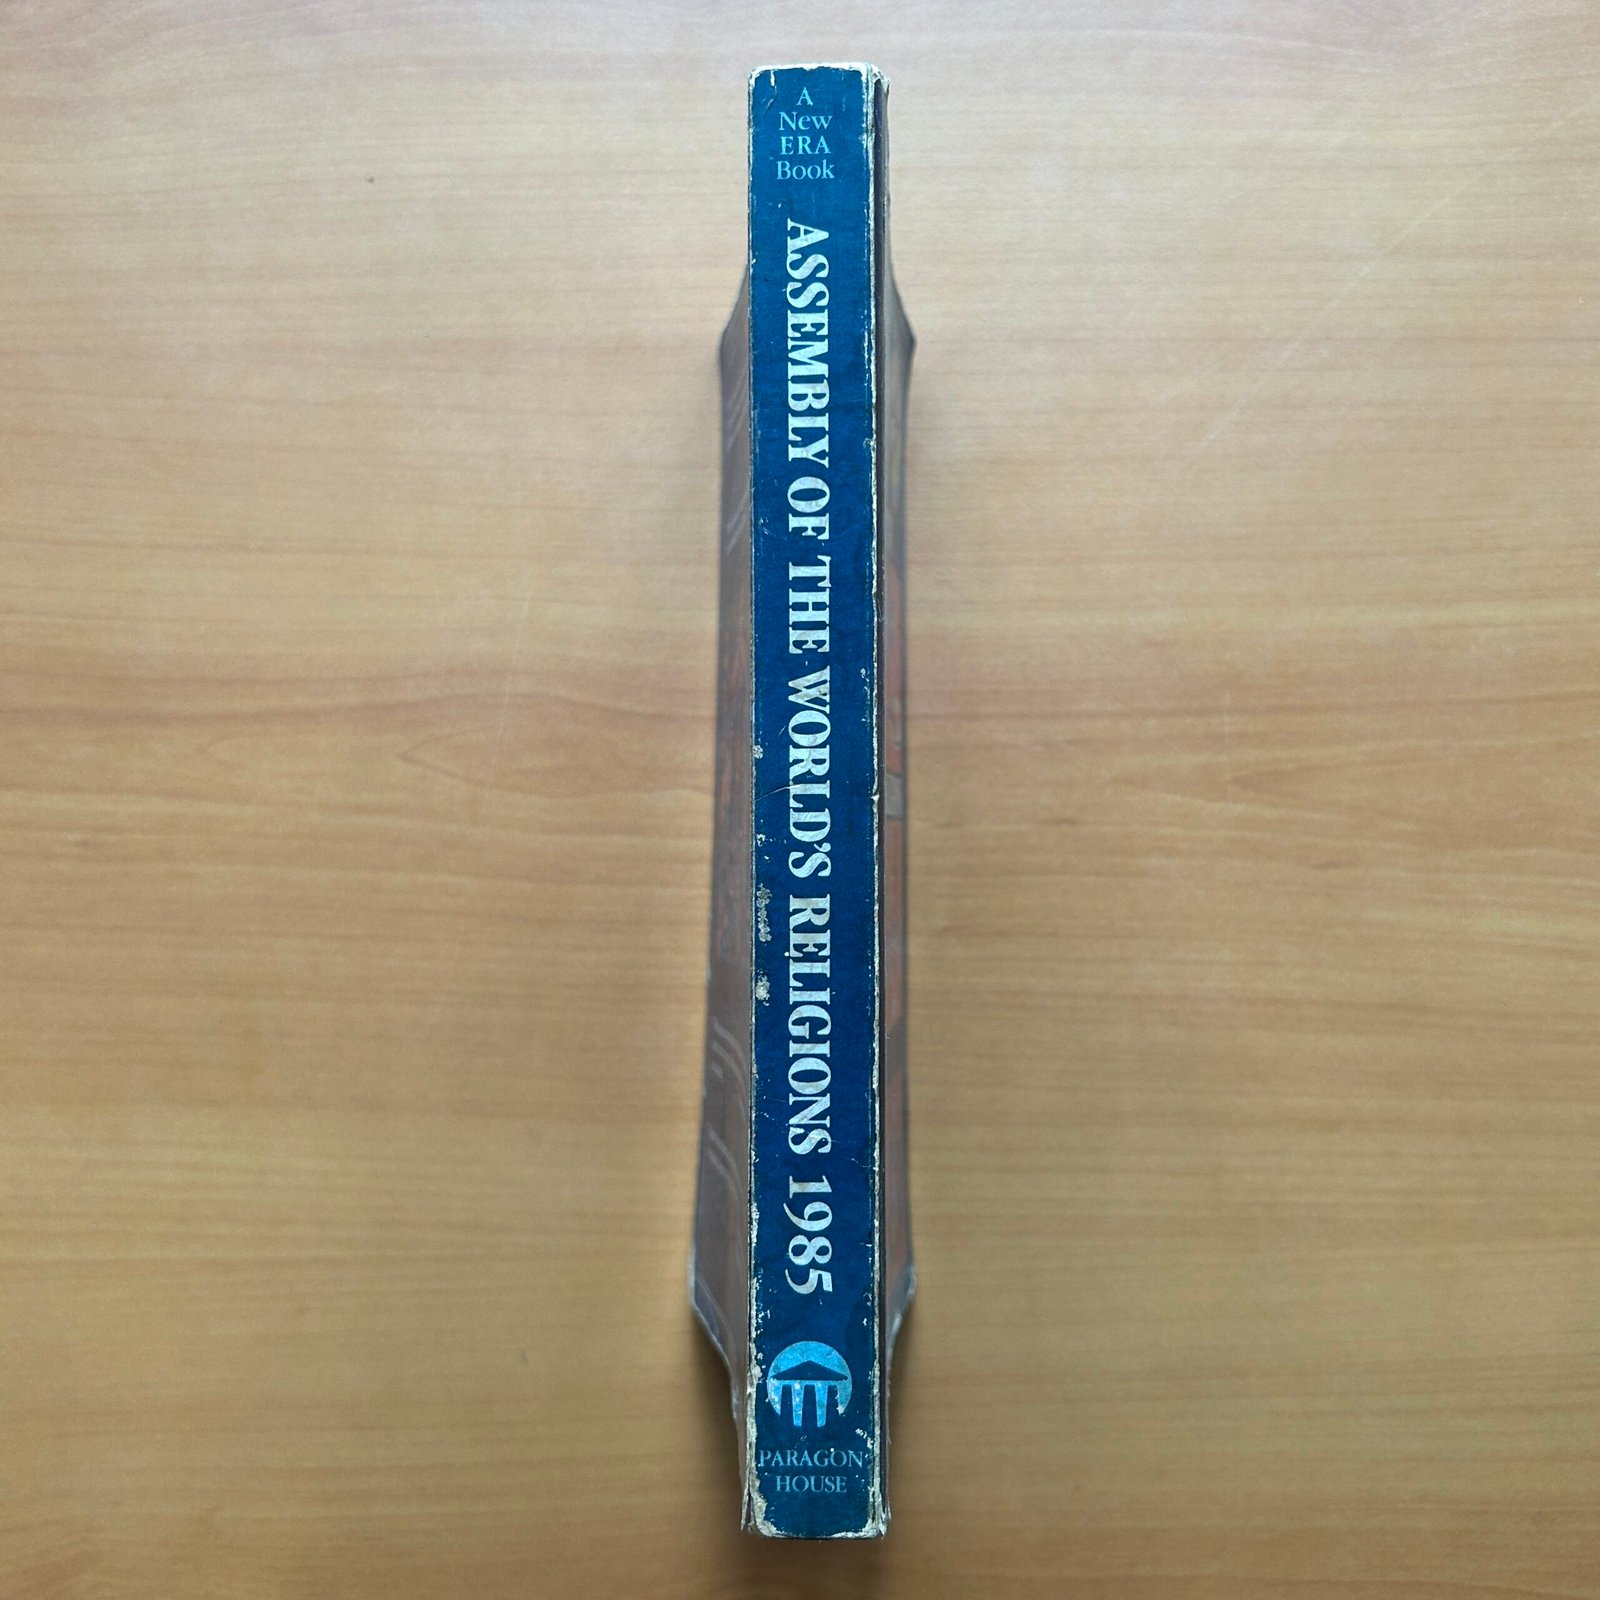 A
New
ERA
Book
ASSEMBLY OF THE WORLD'S RELIGIONS 1985
PARAGON
HOUSE